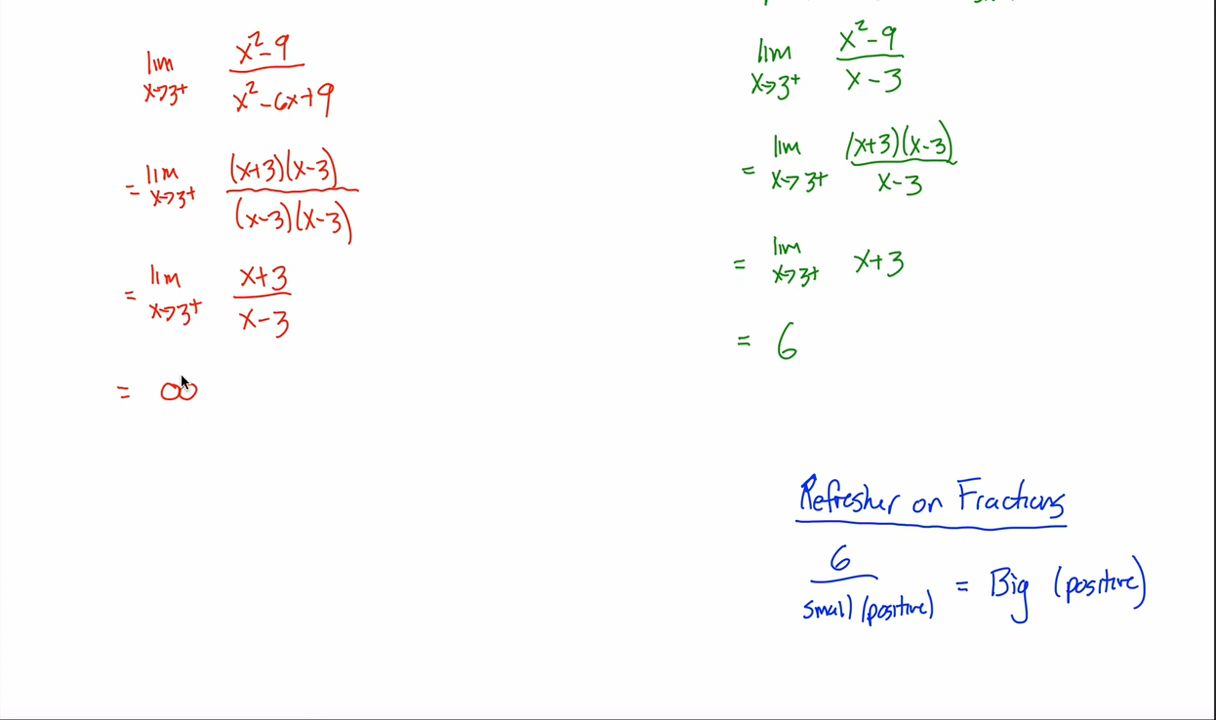 lim x→3⁺ x²-9 / x²-6x+9
= lim x→3⁺ (x+3)(x-3) / (x-3)(x-3)
= lim x→3⁺ x+3 / x-3
= ∞
lim x→3⁺ x²-9 / x-3
= lim x→3⁺ (x+3)(x-3) / x-3
= lim x→3⁺ x+3
= 6
Refresher on Fractions
6 / small (positive) = Big (positive)